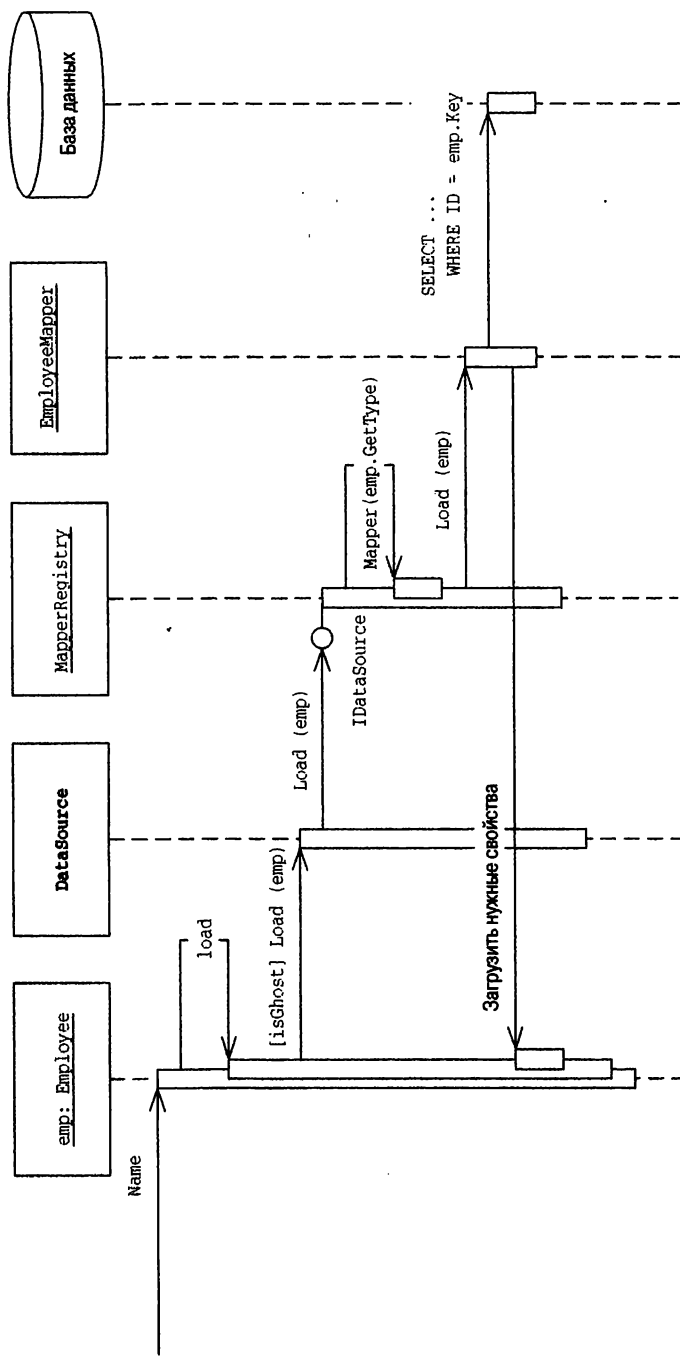 emp: Employee
DataSource
MapperRegistry
EmployeeMapper
База данных
Name
load
[isGhost] Load (emp)
Load (emp)
IDataSource
Mapper(emp.GetType)
Load (emp)
SELECT ...
WHERE ID = emp.Key
Загрузить нужные свойства